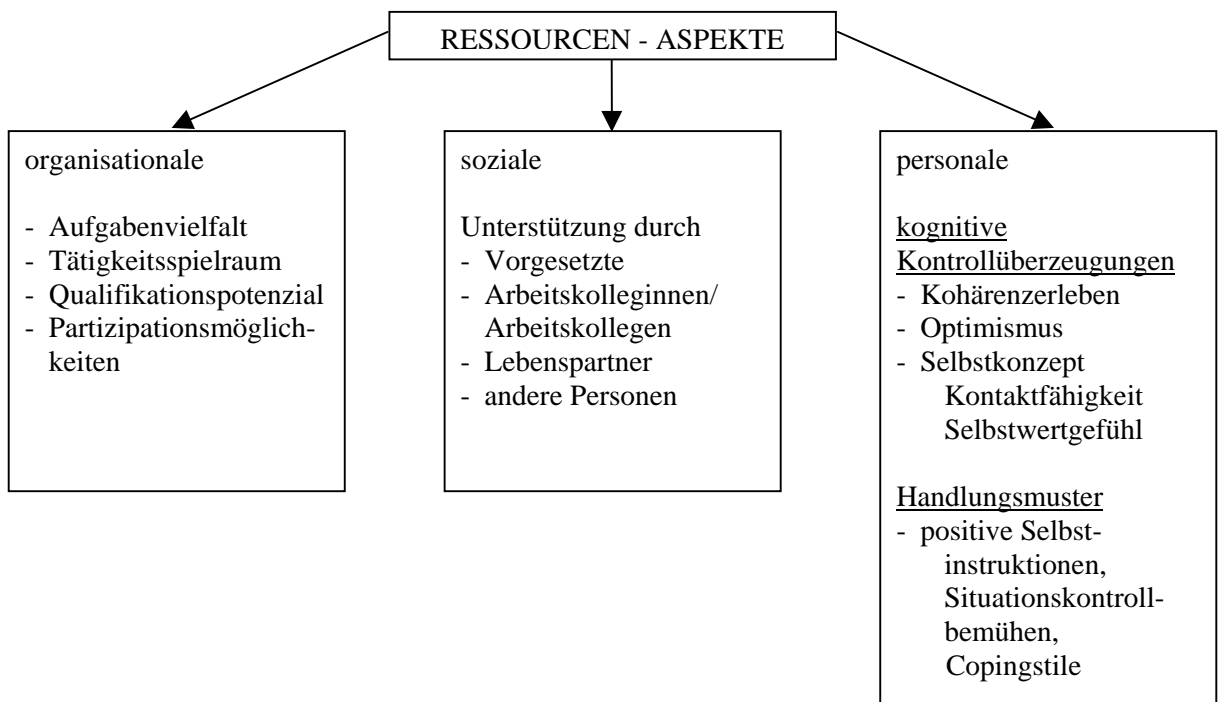 RESSOURCEN - ASPEKTE
organisationale
- Aufgabenvielfalt
- Tätigkeitsspielraum
- Qualifikationspotenzial
- Partizipationsmöglich-
keiten
soziale
Unterstützung durch
- Vorgesetzte
- Arbeitskolleginnen/
Arbeitskollegen
- Lebenspartner
- andere Personen
personale
kognitive
Kontrollüberzeugungen
- Kohärenzerleben
- Optimismus
- Selbstkonzept
Kontaktfähigkeit
Selbstwertgefühl
Handlungsmuster
- positive Selbst-
instruktionen,
Situationskontroll-
bemühen,
Copingstile